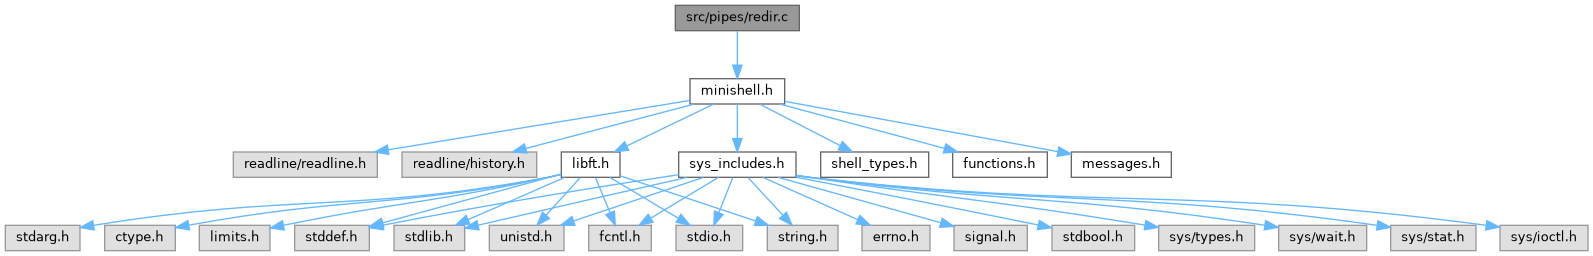 src/pipes/redir.c
minishell.h
readline/readline.h
readline/history.h
libft.h
sys_includes.h
shell_types.h
functions.h
messages.h
stdarg.h
ctype.h
limits.h
stddef.h
stdlib.h
unistd.h
fcntl.h
stdio.h
string.h
errno.h
signal.h
stdbool.h
sys/types.h
sys/wait.h
sys/stat.h
sys/ioctl.h